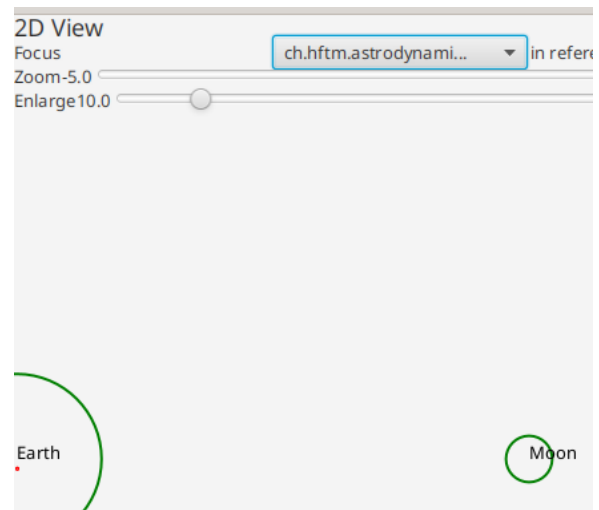 2D View
Focus ch.hftm.astrodynami... in refere
Zoom-5.0
Enlarge10.0
Earth Moon